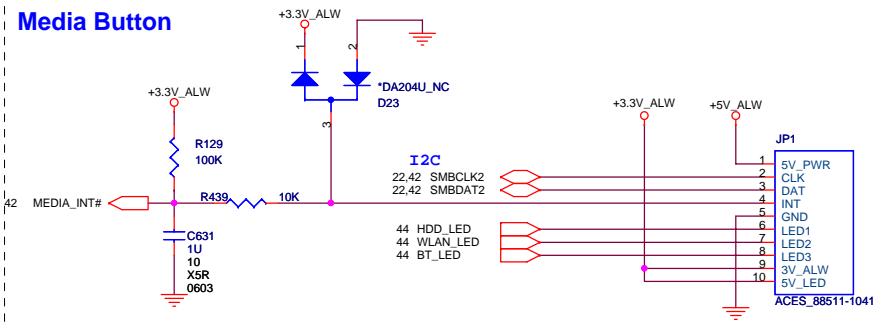 Media Button
+3.3V_ALW
1
2
*DA204U_NC
D23
3
+3.3V_ALW
R129
100K
R439
10K
42 MEDIA_INT#
C631
1U
10
X5R
0603
I2C
22,42 SMBCLK2
22,42 SMBDAT2
44 HDD_LED
44 WLAN_LED
44 BT_LED
+3.3V_ALW
+5V_ALW
JP1
1 5V_PWR
2 CLK
3 DAT
4 INT
5 GND
6 LED1
7 LED2
8 LED3
9 3V_ALW
10 5V_LED
ACES_88511-1041